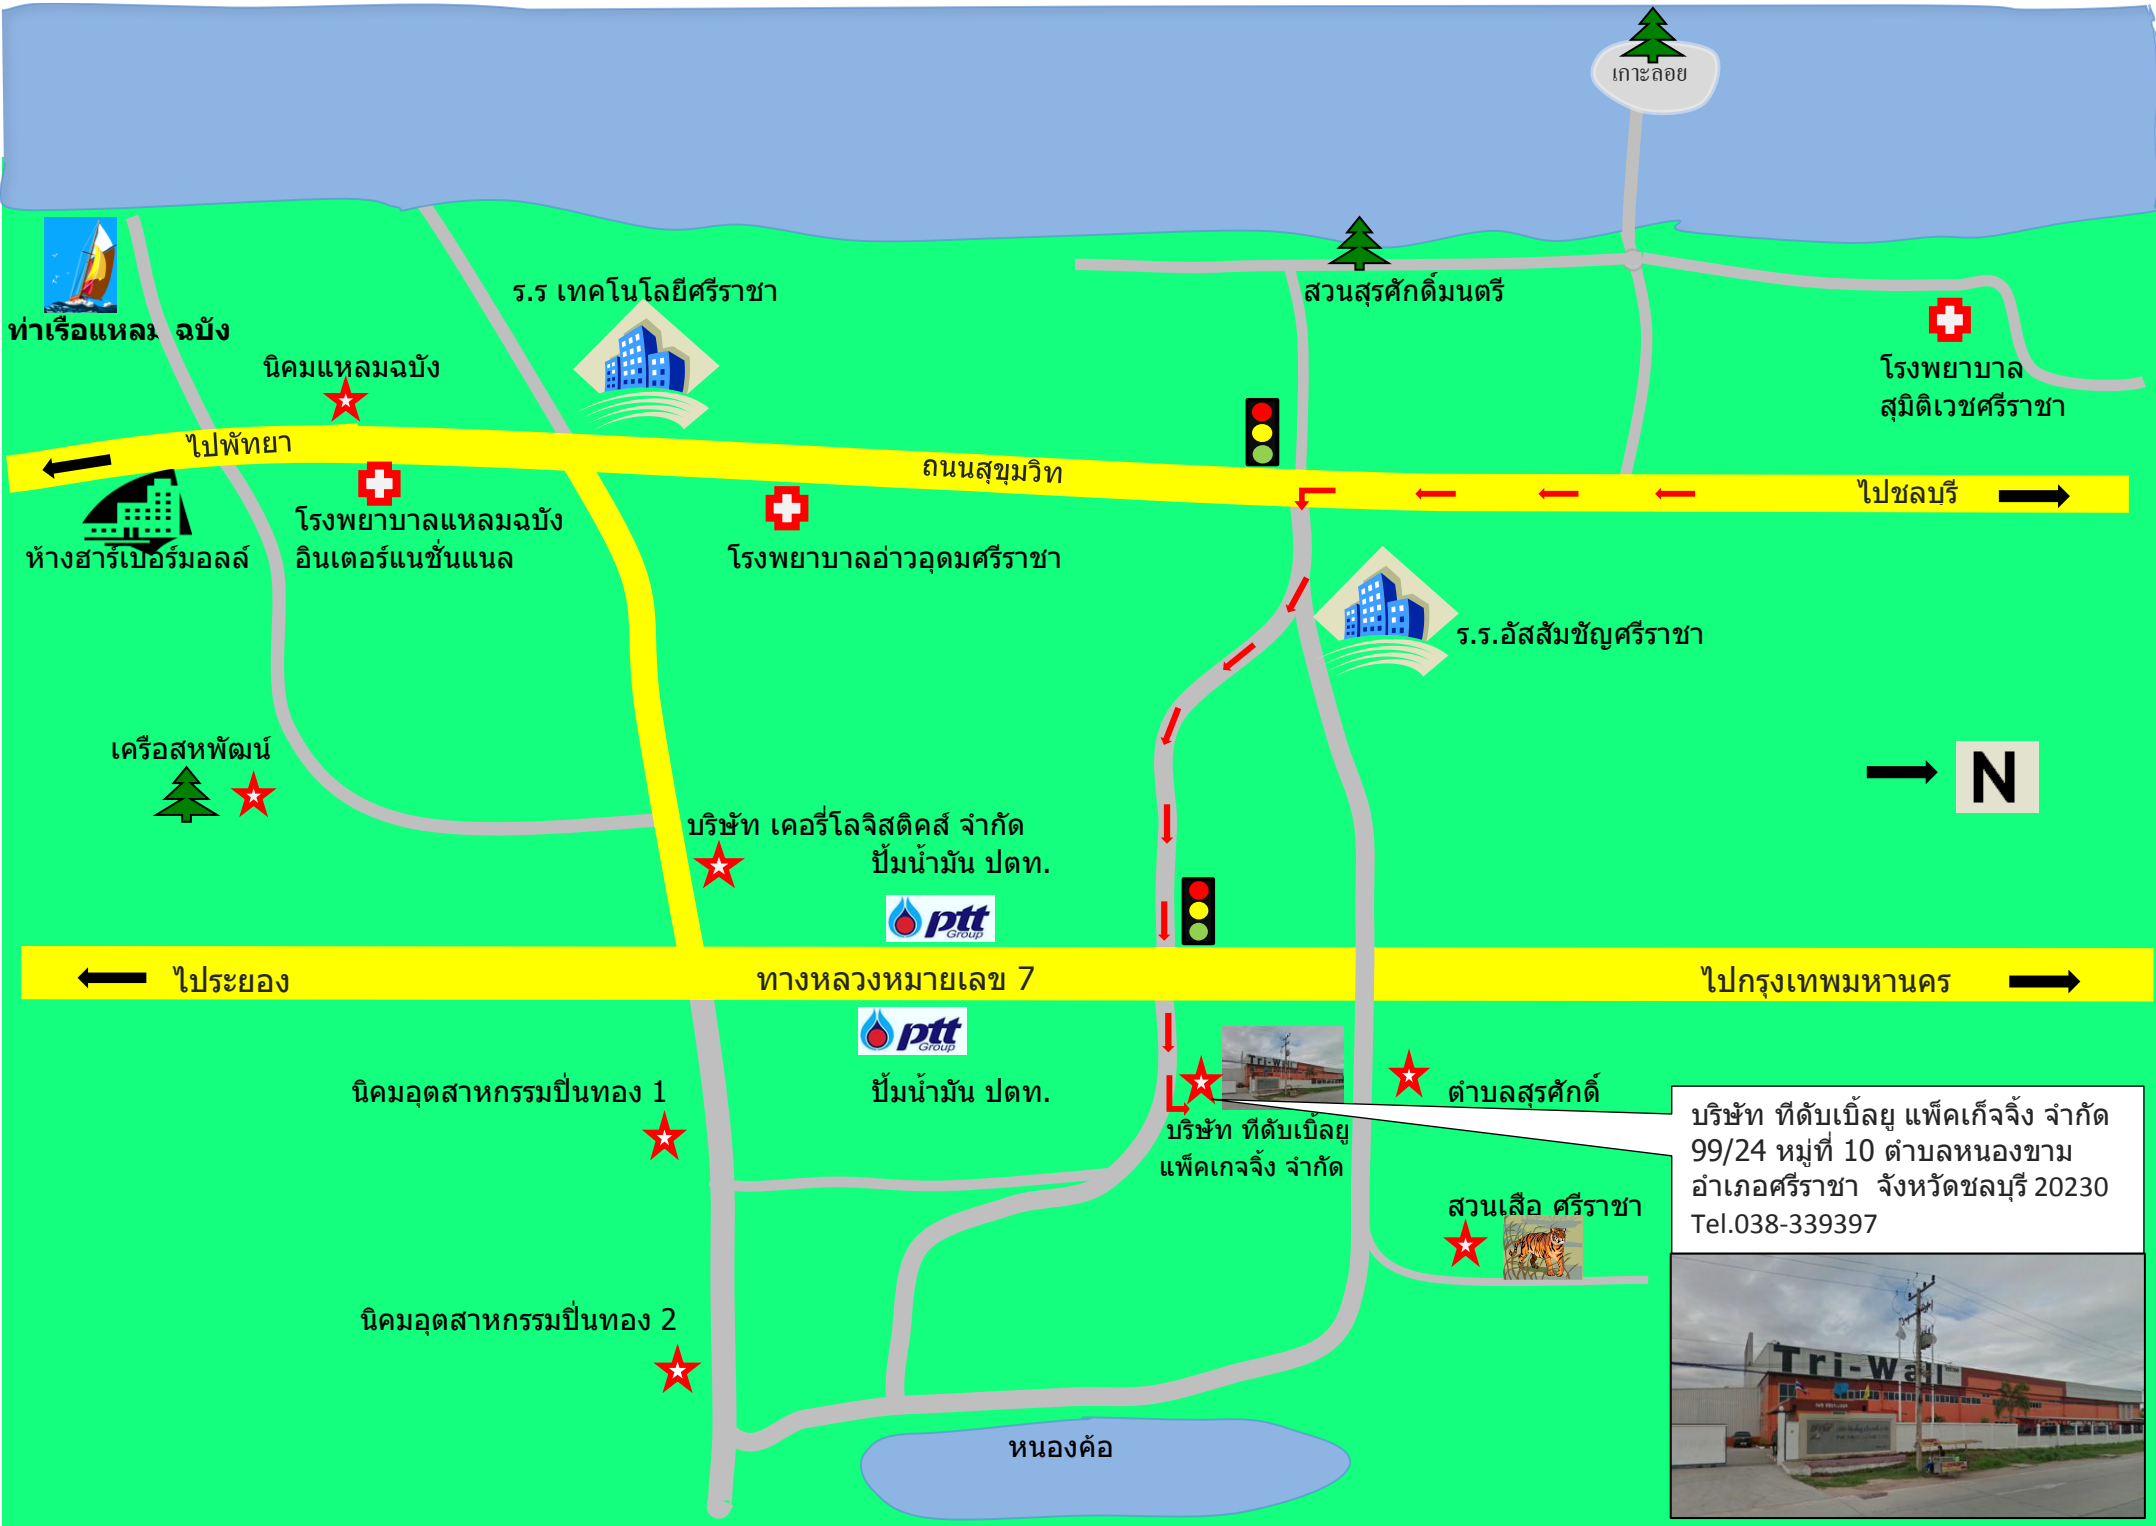 เกาะลอย
ร.ร เทคโนโลยีศรีราชา
สวนสุรศักดิ์มนตรี
ท่าเรือแหลม ฉบัง
นิคมแหลมฉบัง
โรงพยาบาล
สุมิติเวชศรีราชา
ไปพัทยา
ถนนสุขุมวิท
ไปชลบุรี
โรงพยาบาลแหลมฉบัง
อินเตอร์แนชั่นแนล
ห้างฮาร์เบอร์มอลล์
โรงพยาบาลอ่าวอุดมศรีราชา
ร.ร.อัสสัมชัญศรีราชา
เครือสหพัฒน์
N
บริษัท เคอรี่โลจิสติคส์ จำกัด
ปั้มน้ำมัน ปตท.
ptt
Group
ไประยอง
ทางหลวงหมายเลข 7
ไปกรุงเทพมหานคร
ptt
Group
ปั้มน้ำมัน ปตท.
นิคมอุตสาหกรรมปิ่นทอง 1
Tri-Wall
ตำบลสุรศักดิ์
บริษัท ทีดับเบิ้ลยู
แพ็คเกจจิ้ง จำกัด
บริษัท ทีดับเบิ้ลยู แพ็คเก็จจิ้ง จำกัด
99/24 หมู่ที่ 10 ตำบลหนองขาม
อำเภอศรีราชา จังหวัดชลบุรี 20230
Tel.038-339397
สวนเสือ ศรีราชา
นิคมอุตสาหกรรมปิ่นทอง 2
Tri-Wall
หนองค้อ